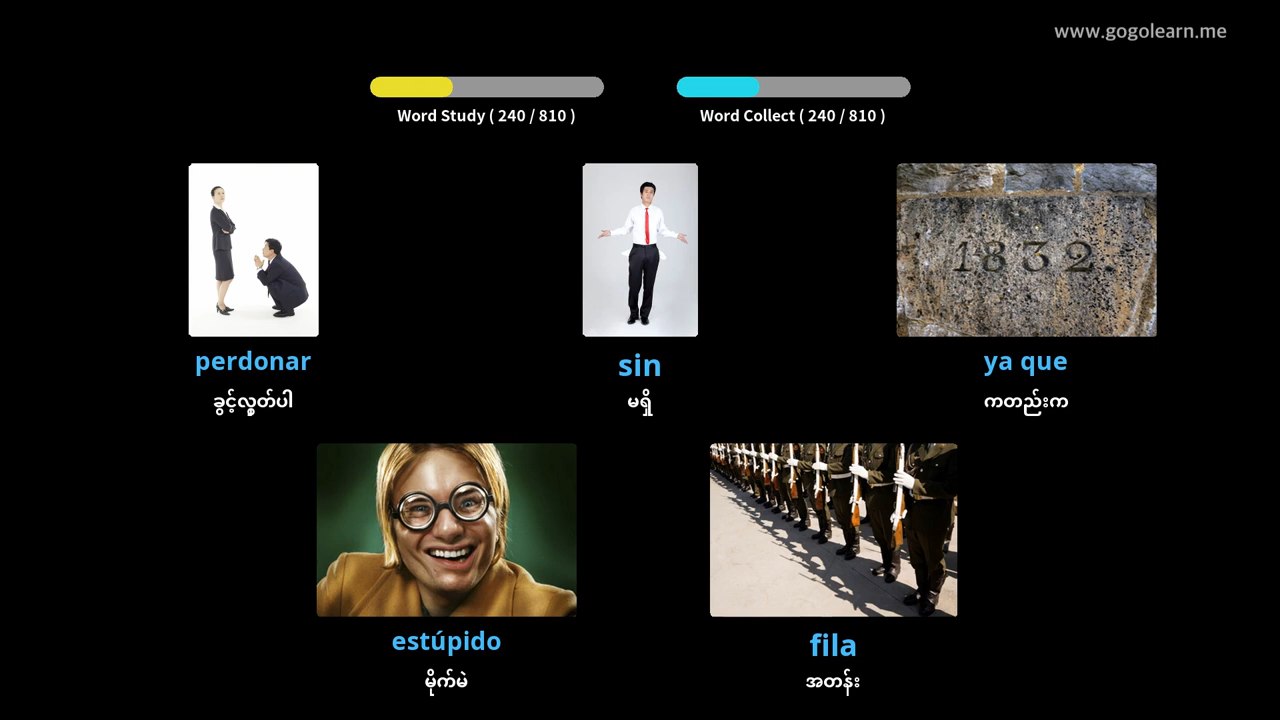 www.gogolearn.me
Word Study ( 240 / 810 )
Word Collect ( 240 / 810 )
1832.
perdonar
ခွင့်လွှတ်ပါ
sin
မရှိ
ya que
ကတည်းက
estúpido
မိုက်မဲ
fila
အတန်း